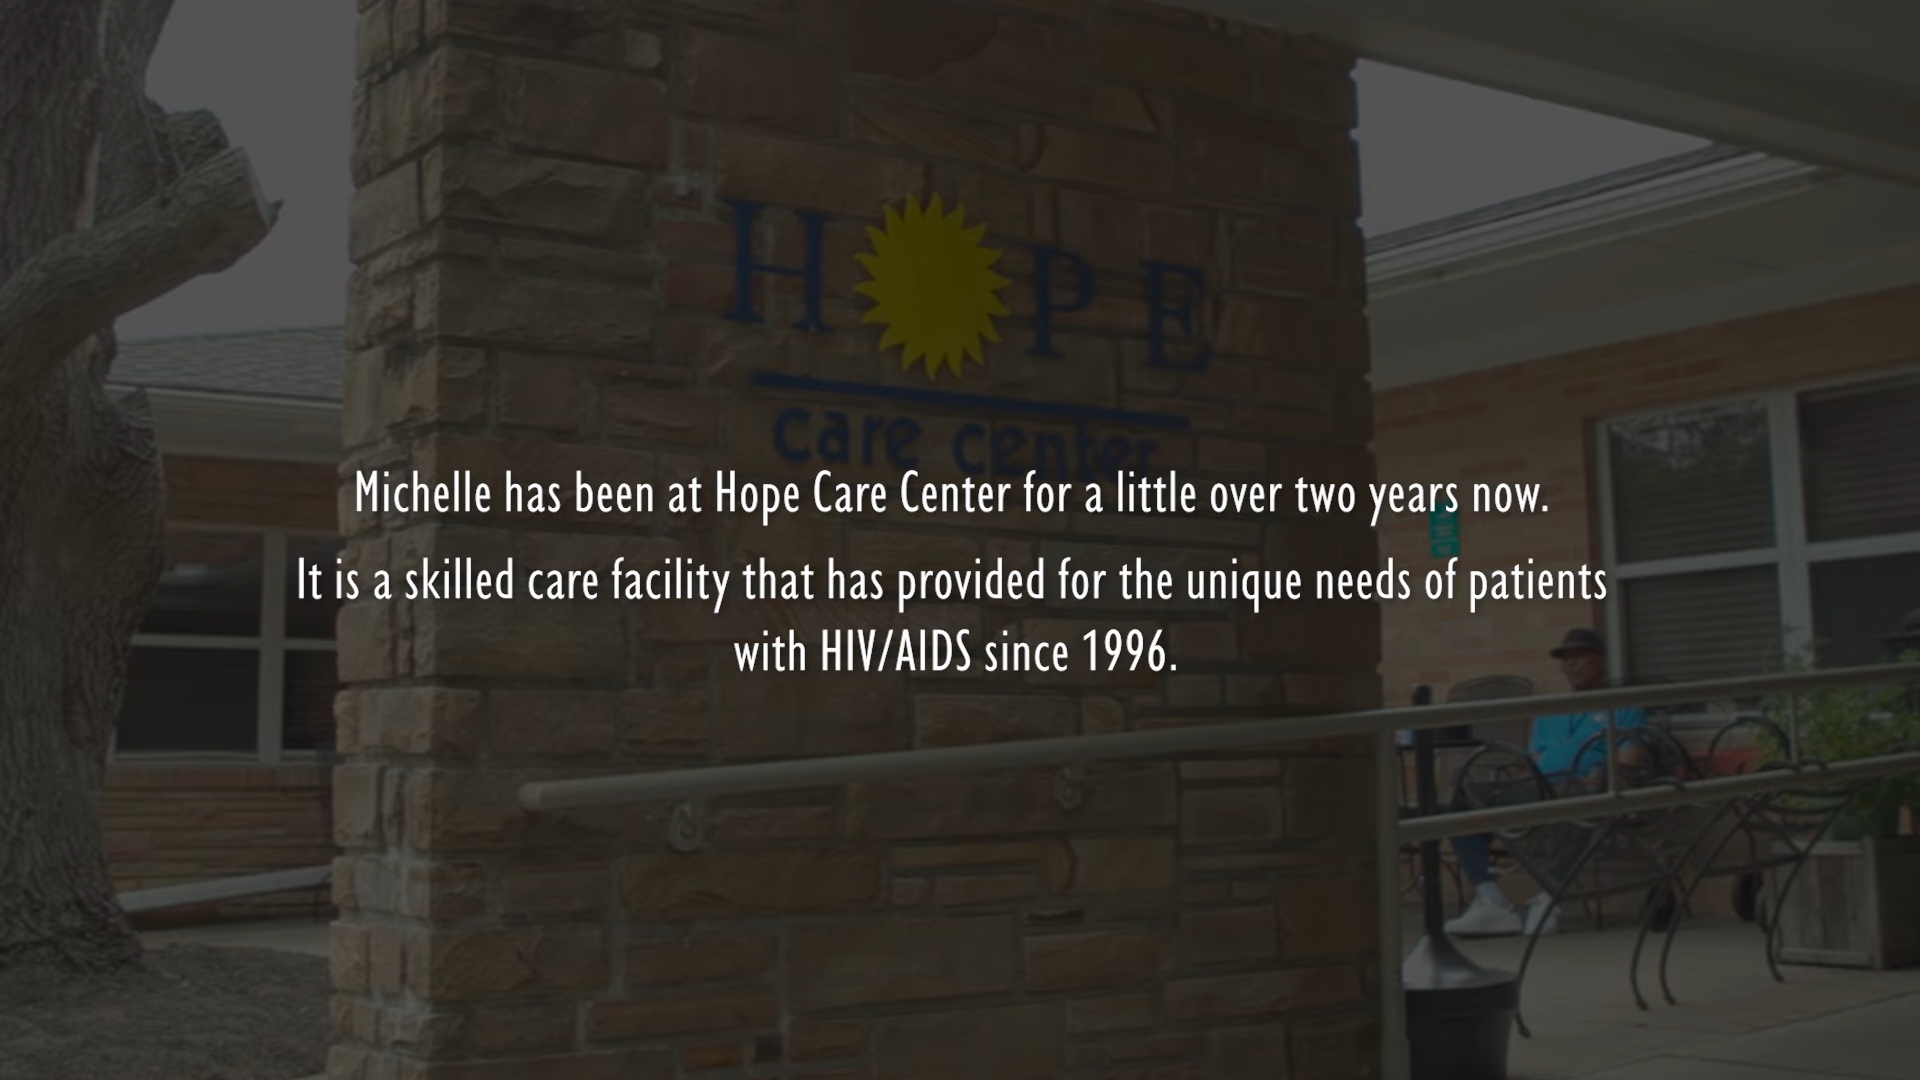 H PE
care center
Michelle has been at Hope Care Center for a little over two years now.
It is a skilled care facility that has provided for the unique needs of patients
with HIV/AIDS since 1996.